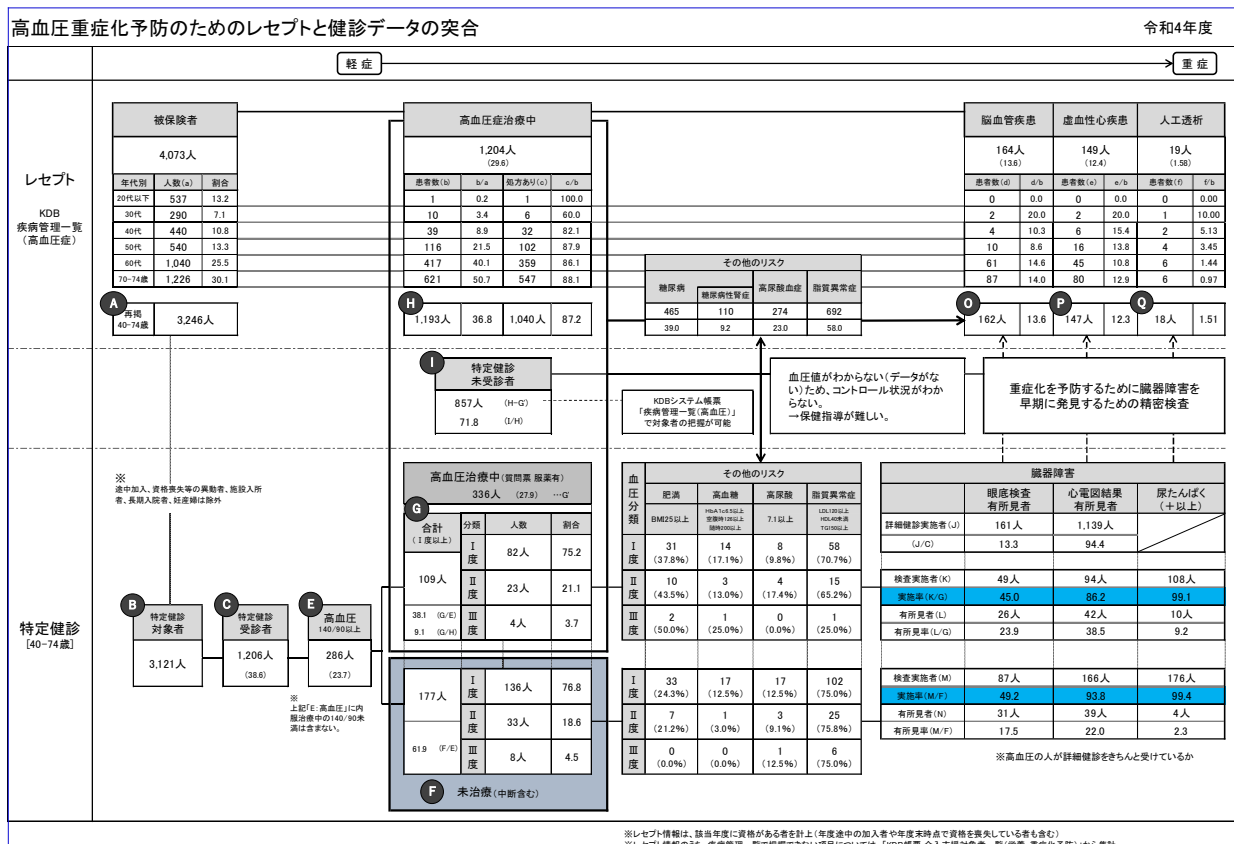 高血圧重症化予防のためのレセプトと健診データの突合
令和4年度
軽症
重症
レセプト
KDB
疾病管理一覧
(高血圧症)
被保険者
4,073人
年代別 人数(a) 割合
20代以下 537 13.2
30代 290 7.1
40代 440 10.8
50代 540 13.3
60代 1,040 25.5
70-74歳 1,226 30.1
A
再掲
40-74歳
3,246人
高血圧症治療中
1,204人
(29.6)
患者数(b) b/a 処方あり(c) c/b
1 0.2 1 100.0
10 3.4 6 60.0
39 8.9 32 82.1
116 21.5 102 87.9
417 40.1 359 86.1
621 50.7 547 88.1
H
1,193人 36.8 1,040人 87.2
その他のリスク
糖尿病 糖尿病性腎症 高尿酸血症 脂質異常症
465 110 274 692
39.0 9.2 23.0 58.0
脳血管疾患 虚血性心疾患 人工透析
164人 149人 19人
(13.6) (12.4) (1.58)
患者数(d) d/b 患者数(e) e/b 患者数(f) f/b
0 0.0 0 0.0 0 0.00
2 20.0 2 20.0 1 10.00
4 10.3 6 15.4 2 5.13
10 8.6 16 13.8 4 3.45
61 14.6 45 10.8 6 1.44
87 14.0 80 12.9 6 0.97
O P Q
162人 13.6 147人 12.3 18人 1.51
I
特定健診
未受診者
857人 (H-G')
71.8 (I/H)
KDBシステム帳票
「疾病管理一覧(高血圧)」
で対象者の把握が可能
血圧値がわからない(データがな
い)ため、コントロール状況がわか
らない。
→保健指導が難しい。
重症化を予防するために臓器障害を
早期に発見するための精密検査
特定健診
[40-74歳]
※
途中加入、資格喪失等の異動者、施設入所
者、長期入院者、妊産婦は除外
B
特定健診
対象者
3,121人
C
特定健診
受診者
1,206人
(38.6)
E
高血圧
140/90以上
286人
(23.7)
※
上記「E:高血圧」に内
服治療中の140/90未
満は含まない。
高血圧治療中(質問票 服薬有)
336人 (27.9) …G'
G
合計
(Ⅰ度以上)
分類 人数 割合
109人
38.1 (G/E)
9.1 (G/H)
Ⅰ度 82人 75.2
Ⅱ度 23人 21.1
Ⅲ度 4人 3.7
177人
61.9 (F/E)
Ⅰ度 136人 76.8
Ⅱ度 33人 18.6
Ⅲ度 8人 4.5
F
未治療(中断含む)
血圧分類
その他のリスク
肥満 高血糖 高尿酸 脂質異常症
BMI25以上
HbA1c6.5以上
空腹時126以上
随時200以上
7.1以上
LDL120以上
HDL40未満
TG150以上
Ⅰ度 31 14 8 58
(37.8%) (17.1%) (9.8%) (70.7%)
Ⅱ度 10 3 4 15
(43.5%) (13.0%) (17.4%) (65.2%)
Ⅲ度 2 1 0 1
(50.0%) (25.0%) (0.0%) (25.0%)
Ⅰ度 33 17 17 102
(24.3%) (12.5%) (12.5%) (75.0%)
Ⅱ度 7 1 3 25
(21.2%) (3.0%) (9.1%) (75.8%)
Ⅲ度 0 0 1 6
(0.0%) (0.0%) (12.5%) (75.0%)
臓器障害
眼底検査
有所見者
心電図結果
有所見者
尿たんぱく
(+以上)
詳細健診実施者(J) 161人 1,139人
(J/C) 13.3 94.4
検査実施者(K) 49人 94人 108人
実施率(K/G) 45.0 86.2 99.1
有所見者(L) 26人 42人 10人
有所見率(L/G) 23.9 38.5 9.2
検査実施者(M) 87人 166人 176人
実施率(M/F) 49.2 93.8 99.4
有所見者(N) 31人 39人 4人
有所見率(M/F) 17.5 22.0 2.3
※高血圧の人が詳細健診をきちんと受けているか
※レセプト情報は、該当年度に資格がある者を計上(年度途中の加入者や年度末時点で資格を喪失している者も含む)